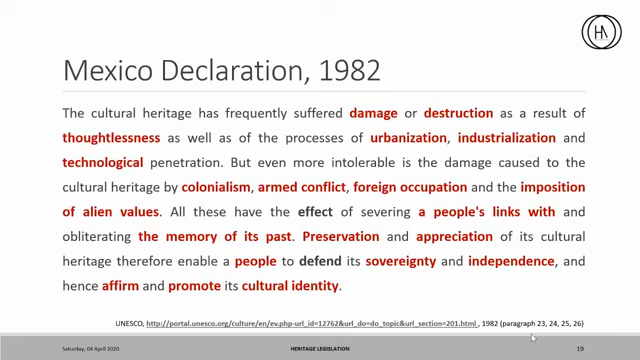 HA
Mexico Declaration, 1982
The cultural heritage has frequently suffered damage or destruction as a result of
thoughtlessness as well as of the processes of urbanization, industrialization and
technological penetration. But even more intolerable is the damage caused to the
cultural heritage by colonialism, armed conflict, foreign occupation and the imposition
of alien values. All these have the effect of severing a people's links with and
obliterating the memory of its past. Preservation and appreciation of its cultural
heritage therefore enable a people to defend its sovereignty and independence, and
hence affirm and promote its cultural identity.
UNESCO, http://portal.unesco.org/culture/en/ev.php-url_id=12762&url_do=do_topic&url_section=201.html , 1982 (paragraph 23, 24, 25, 26)
Saturday, 04 April 2020 HERITAGE LEGISLATION 19